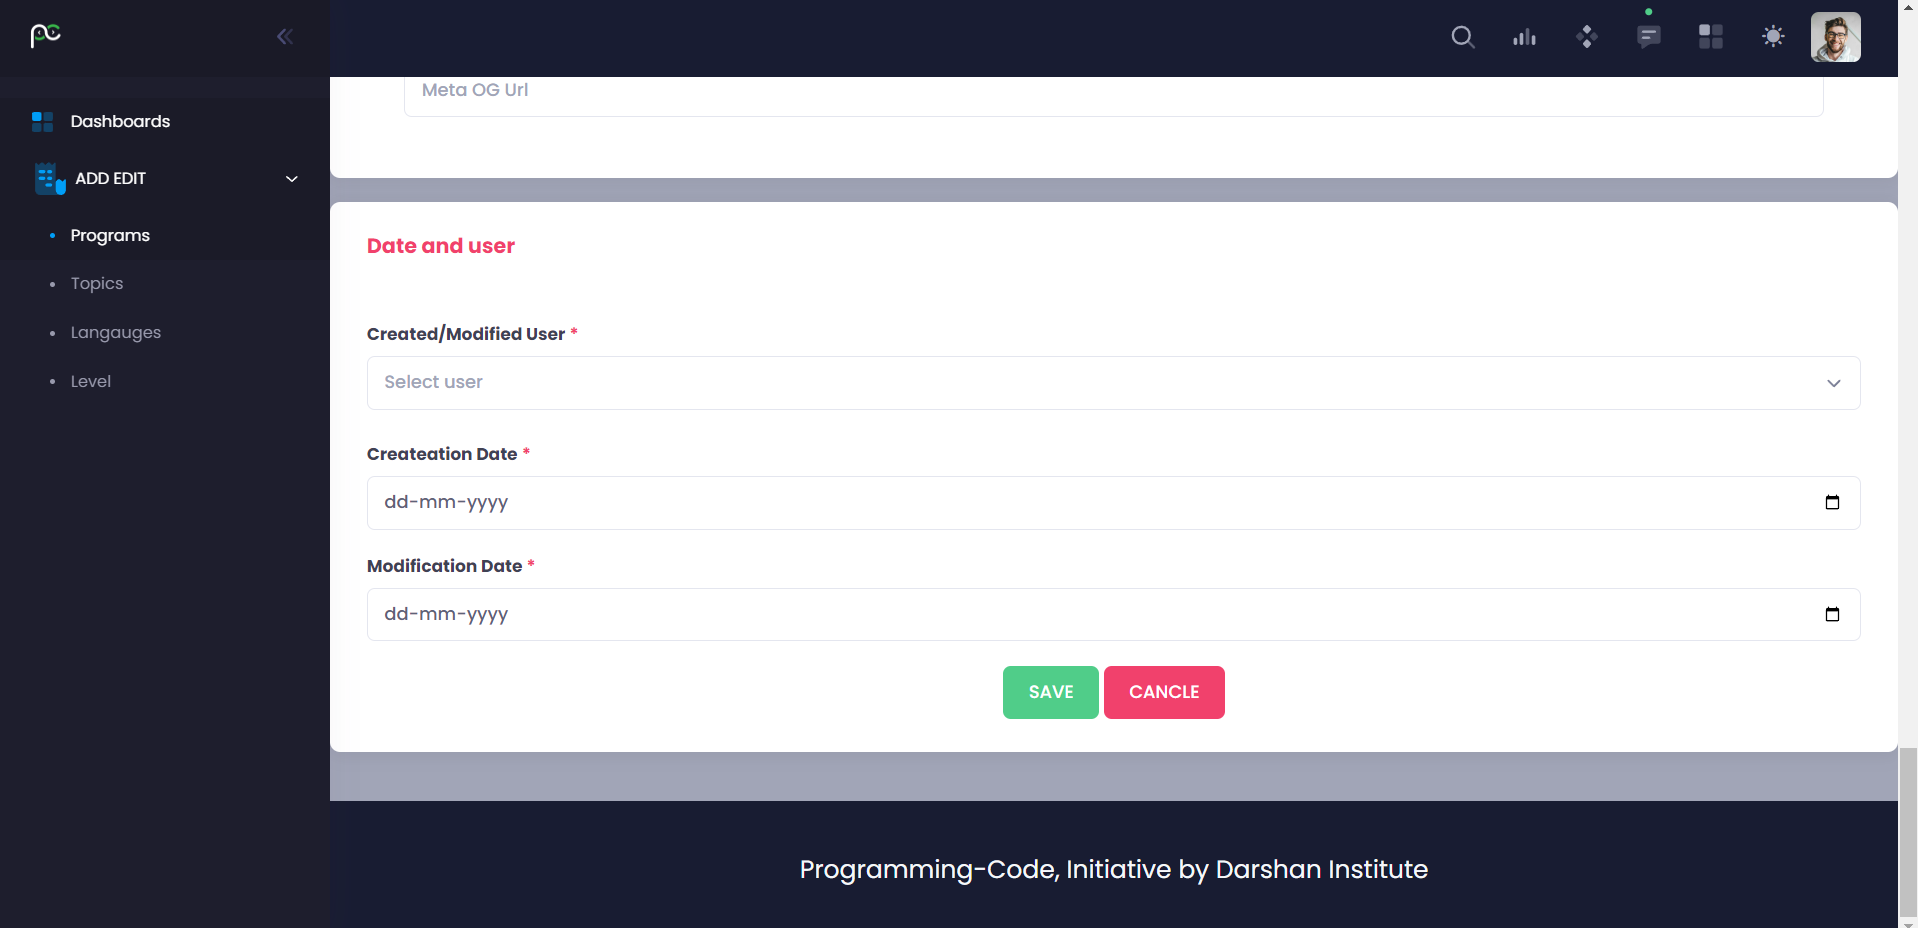 pc
Dashboards
ADD EDIT
Programs
Topics
Langauges
Level
Meta OG Url
Date and user
Created/Modified User *
Select user
Createation Date *
dd-mm-yyyy
Modification Date *
dd-mm-yyyy
SAVE CANCLE
Programming-Code, Initiative by Darshan Institute